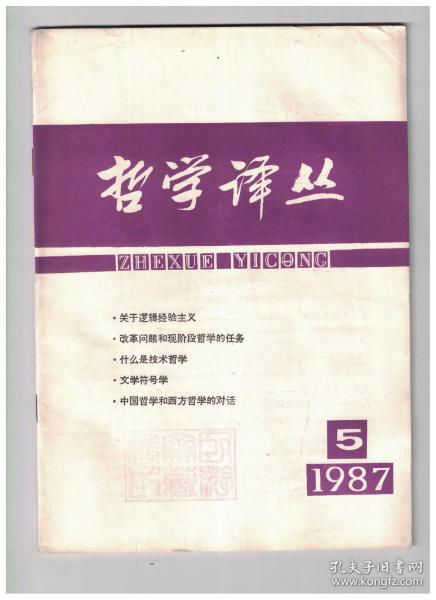 哲学译丛
ZHEXUE YICONG
·关于逻辑经验主义
·改革问题和现阶段哲学的任务
·什么是技术哲学
·文学符号学
·中国哲学和西方哲学的对话
5
1987
孔夫子旧书网
www.kongfz.com